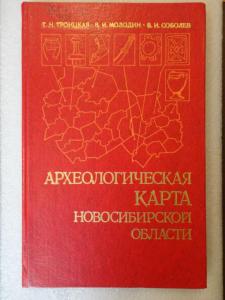 Т. Н. ТРОИЦКАЯ · В. И. МОЛОДИН · В. И. СОБОЛЕВ
АРХЕОЛОГИЧЕСКАЯ
КАРТА
НОВОСИБИРСКОЙ
ОБЛАСТИ